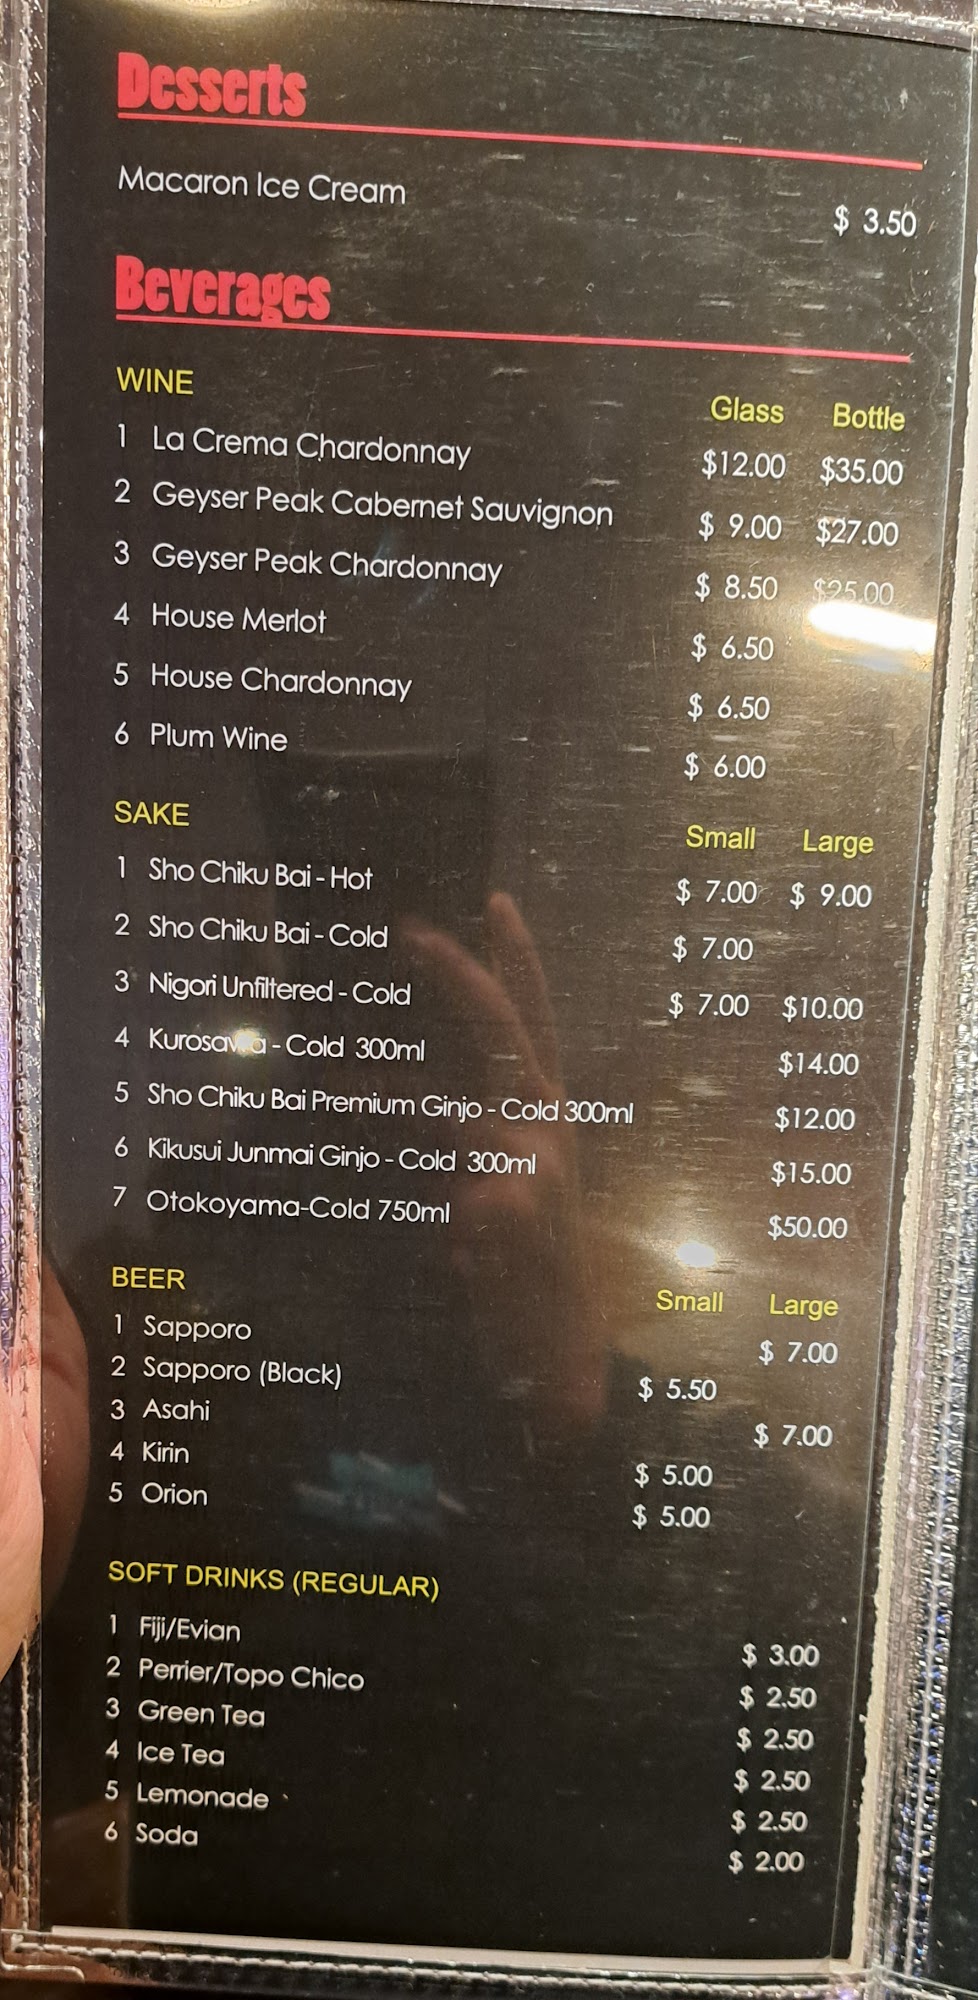 Desserts
Macaron Ice Cream $ 3.50
Beverages
WINE Glass Bottle
1 La Crema Chardonnay $12.00 $35.00
2 Geyser Peak Cabernet Sauvignon $ 9.00 $27.00
3 Geyser Peak Chardonnay $ 8.50 $25.00
4 House Merlot $ 6.50
5 House Chardonnay $ 6.50
6 Plum Wine $ 6.00
SAKE Small Large
1 Sho Chiku Bai - Hot $ 7.00 $ 9.00
2 Sho Chiku Bai - Cold $ 7.00
3 Nigori Unfiltered - Cold $ 7.00 $10.00
4 Kurosawa - Cold 300ml $14.00
5 Sho Chiku Bai Premium Ginjo - Cold 300ml $12.00
6 Kikusui Junmai Ginjo - Cold 300ml $15.00
7 Otokoyama-Cold 750ml $50.00
BEER Small Large
1 Sapporo $ 7.00
2 Sapporo (Black) $ 5.50
3 Asahi $ 7.00
4 Kirin $ 5.00
5 Orion $ 5.00
SOFT DRINKS (REGULAR)
1 Fiji/Evian $ 3.00
2 Perrier/Topo Chico $ 2.50
3 Green Tea $ 2.50
4 Ice Tea $ 2.50
5 Lemonade $ 2.50
6 Soda $ 2.00